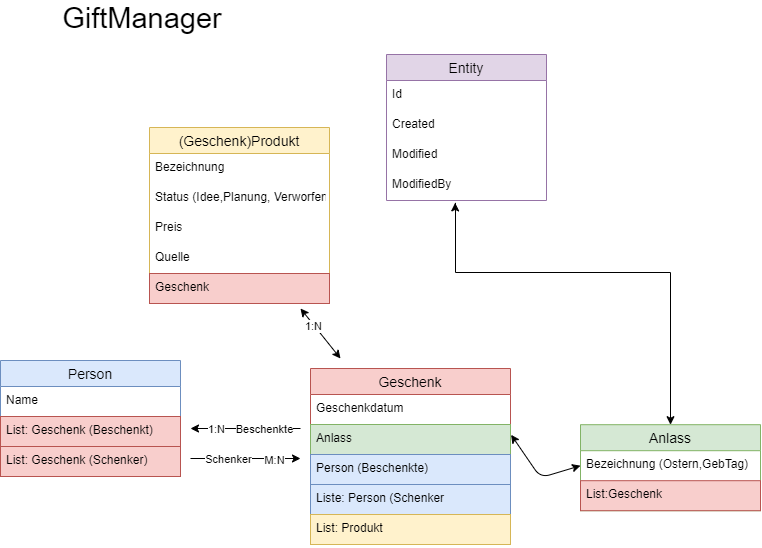 GiftManager
Entity
Id
Created
Modified
ModifiedBy
(Geschenk)Produkt
Bezeichnung
Status (Idee,Planung, Verworfen
Preis
Quelle
Geschenk
1:N
Person
Name
List: Geschenk (Beschenkt)
List: Geschenk (Schenker)
1:N Beschenkte
Schenker M:N
Geschenk
Geschenkdatum
Anlass
Person (Beschenkte)
Liste: Person (Schenker
List: Produkt
Anlass
Bezeichnung (Ostern,GebTag)
List:Geschenk